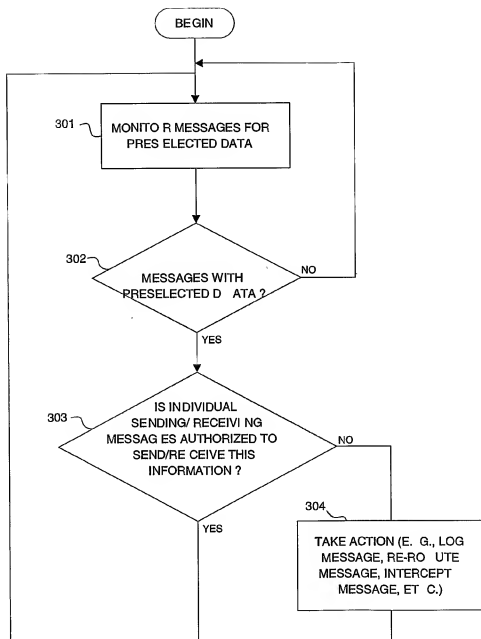 BEGIN
301
MONITO R MESSAGES FOR
PRES ELECTED DATA
302
MESSAGES WITH
PRESELECTED D ATA ?
NO
YES
303
IS INDIVIDUAL
SENDING/ RECEIVI NG
MESSAG ES AUTHORIZED TO
SEND/RE CEIVE THIS
INFORMATION ?
NO
YES
304
TAKE ACTION (E. G., LOG
MESSAGE, RE-RO UTE
MESSAGE, INTERCEPT
MESSAGE, ET C.)